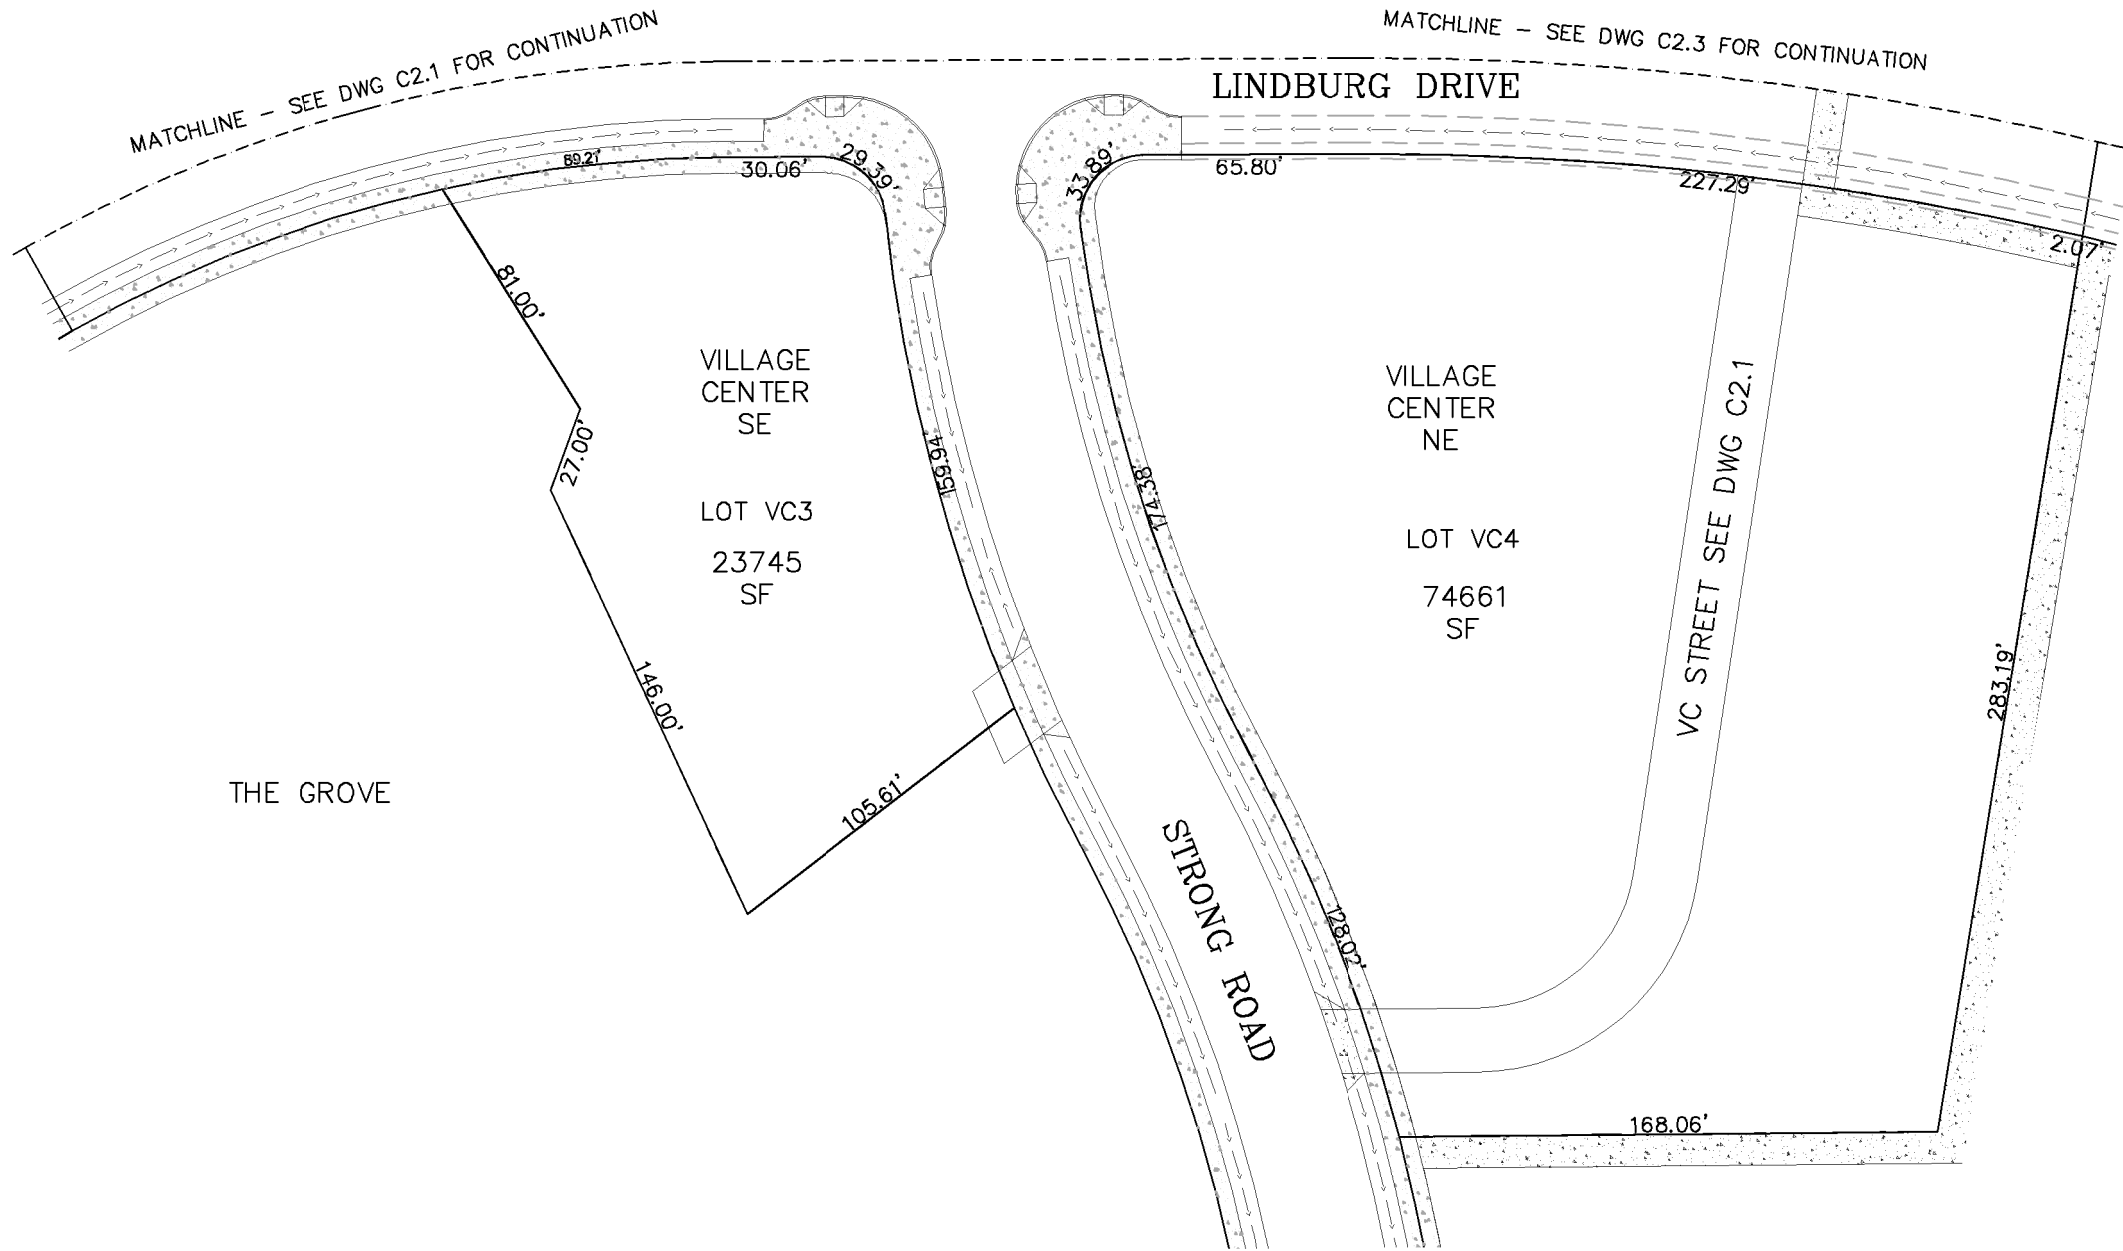 MATCHLINE - SEE DWG C2.1 FOR CONTINUATION
MATCHLINE - SEE DWG C2.3 FOR CONTINUATION
LINDBURG DRIVE
89.21'
30.06'
29.39'
33.89'
65.80'
227.29'
2.07'
81.00'
27.00'
146.00'
105.61'
159.94'
174.38'
128.02'
283.19'
168.06'
VILLAGE
CENTER
SE
LOT VC3
23745
SF
VILLAGE
CENTER
NE
LOT VC4
74661
SF
VC STREET SEE DWG C2.1
THE GROVE
STRONG ROAD